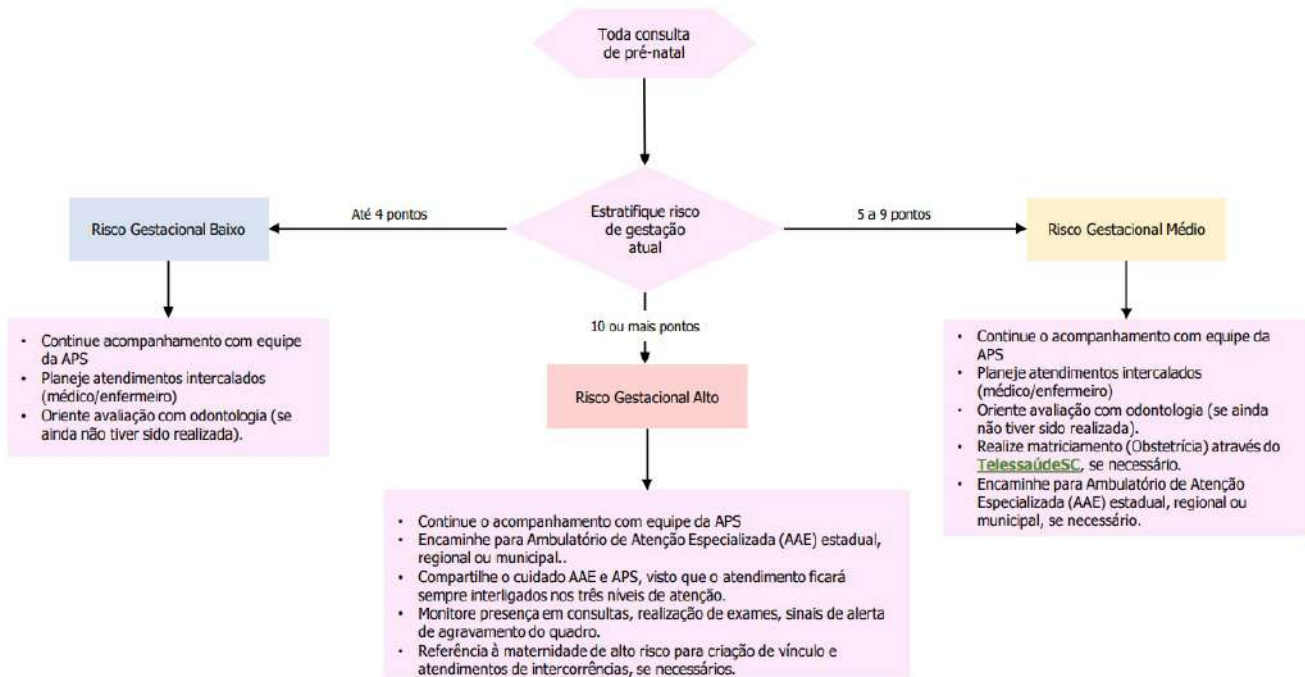 Toda consulta
de pré-natal
Estratifique risco
de gestação
atual
Até 4 pontos
Risco Gestacional Baixo
• Continue acompanhamento com equipe
da APS
• Planeje atendimentos intercalados
(médico/enfermeiro)
• Oriente avaliação com odontologia (se
ainda não tiver sido realizada).
10 ou mais pontos
Risco Gestacional Alto
• Continue o acompanhamento com equipe da APS
• Encaminhe para Ambulatório de Atenção Especializada (AAE) estadual,
regional ou municipal..
• Compartilhe o cuidado AAE e APS, visto que o atendimento ficará
sempre interligados nos três níveis de atenção.
• Monitore presença em consultas, realização de exames, sinais de alerta
de agravamento do quadro.
• Referência à maternidade de alto risco para criação de vínculo e
atendimentos de intercorrências, se necessários.
5 a 9 pontos
Risco Gestacional Médio
• Continue o acompanhamento com equipe da
APS
• Planeje atendimentos intercalados
(médico/enfermeiro)
• Oriente avaliação com odontologia (se ainda
não tiver sido realizada).
• Realize matriciamento (Obstetrícia) através do
TelessaúdeSC, se necessário.
• Encaminhe para Ambulatório de Atenção
Especializada (AAE) estadual, regional ou
municipal, se necessário.